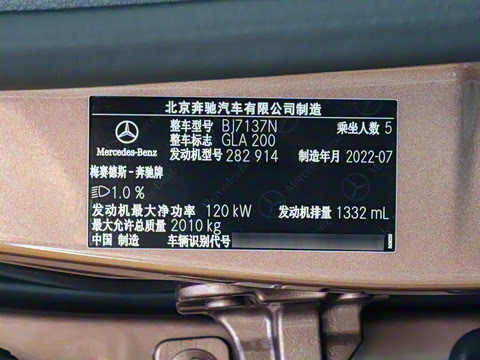 北京奔驰汽车有限公司制造
整车型号 BJ7137N 乘坐人数 5
整车标志 GLA 200
Mercedes-Benz 发动机型号 282 914 制造年月 2022-07
梅赛德斯-奔驰牌
1.0 %
发动机最大净功率 120 kW 发动机排量 1332 mL
最大允许总质量 2010 kg
中国 制造 车辆识别代号